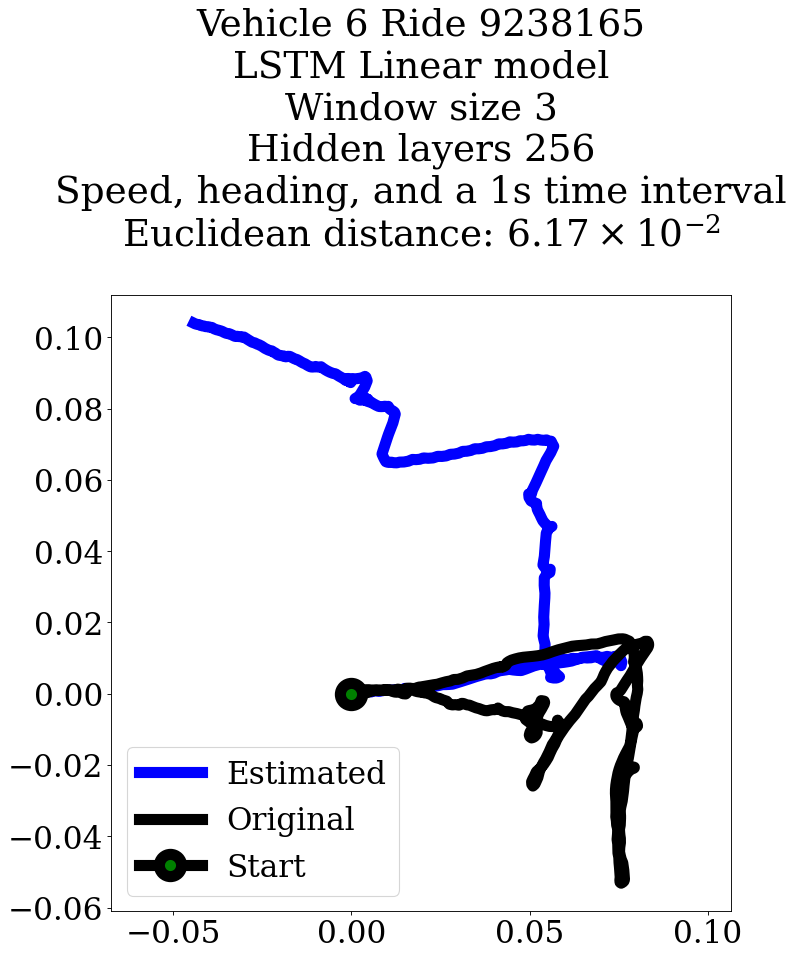 Vehicle 6 Ride 9238165
LSTM Linear model
Window size 3
Hidden layers 256
Speed, heading, and a 1s time interval
Euclidean distance: 6.17 × 10⁻²
0.10
0.08
0.06
0.04
0.02
0.00
−0.02
−0.04
−0.06
Estimated
Original
Start
−0.05
0.00
0.05
0.10